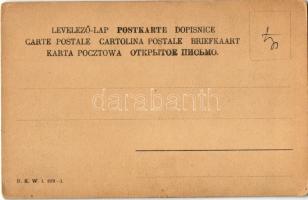 LEVELEZŐ-LAP POSTKARTE DOPISNICE
CARTE POSTALE CARTOLINA POSTALE BRIEFKAART
KARTA POCZTOWA ОТКРЫТОЕ ПИСЬМО.
darabanth
B. K. W. I.